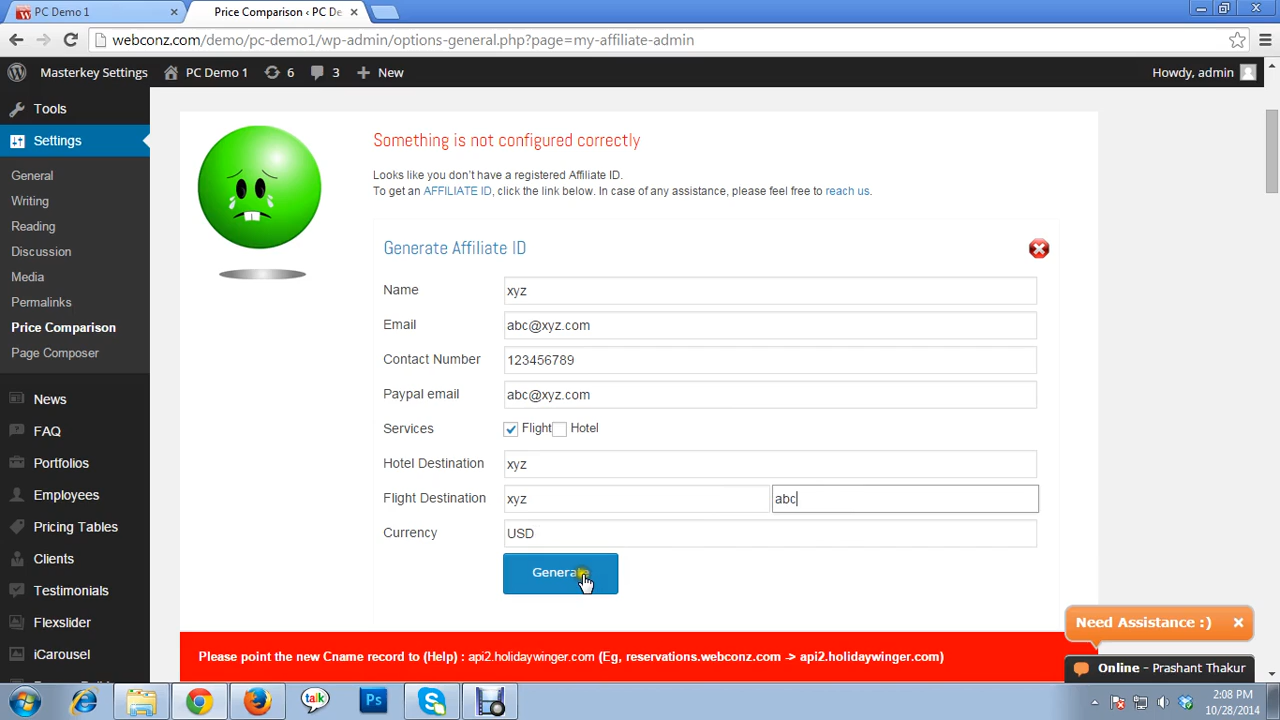 PC Demo 1
Price Comparison ‹ PC De
webconz.com/demo/pc-demo1/wp-admin/options-general.php?page=my-affiliate-admin
Masterkey Settings PC Demo 1 6 3 New Howdy, admin
Tools
Settings
General
Writing
Reading
Discussion
Media
Permalinks
Price Comparison
Page Composer
News
FAQ
Portfolios
Employees
Pricing Tables
Clients
Testimonials
Flexslider
iCarousel
Something is not configured correctly
Looks like you don't have a registered Affiliate ID.
To get an AFFILIATE ID, click the link below. In case of any assistance, please feel free to reach us.
Generate Affiliate ID
Name xyz
Email abc@xyz.com
Contact Number 123456789
Paypal email abc@xyz.com
Services Flight Hotel
Hotel Destination xyz
Flight Destination xyz abc
Currency USD
Generate
Please point the new Cname record to (Help) : api2.holidaywinger.com (Eg, reservations.webconz.com -> api2.holidaywinger.com)
Need Assistance :)
Online - Prashant Thakur
talk
Ps
2:08 PM
10/28/2014